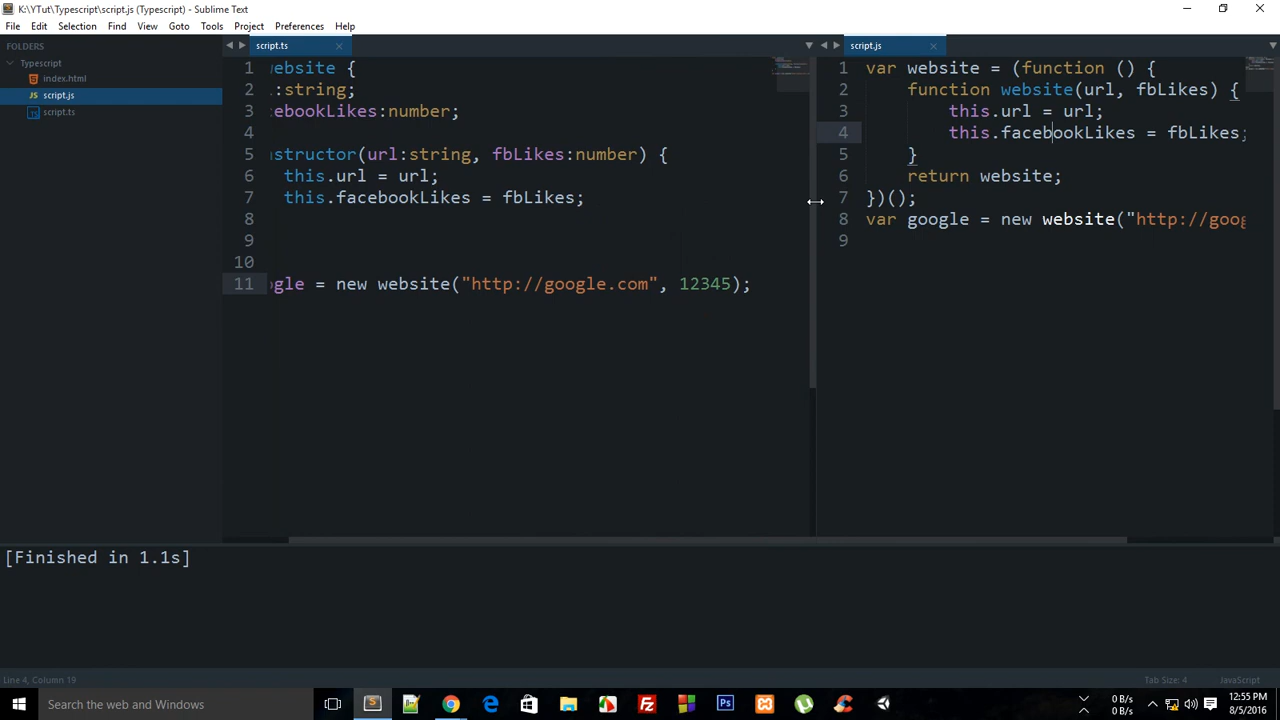 K:\YTut\Typescript\script.js (Typescript) - Sublime Text
File Edit Selection Find View Goto Tools Project Preferences Help
FOLDERS
Typescript
index.html
JS script.js
TS script.ts
script.ts
1 ebsite {
2 :string;
3 ebookLikes:number;
4
5 structor(url:string, fbLikes:number) {
6 this.url = url;
7 this.facebookLikes = fbLikes;
8
9
10
11 gle = new website("http://google.com", 12345);
script.js
1 var website = (function () {
2 function website(url, fbLikes) {
3 this.url = url;
4 this.facebookLikes = fbLikes;
5 }
6 return website;
7 })();
8 var google = new website("http://goog
9
[Finished in 1.1s]
Line 4, Column 19
Tab Size: 4
JavaScript
Search the web and Windows
0 B/s
0 B/s
12:55 PM
8/5/2016